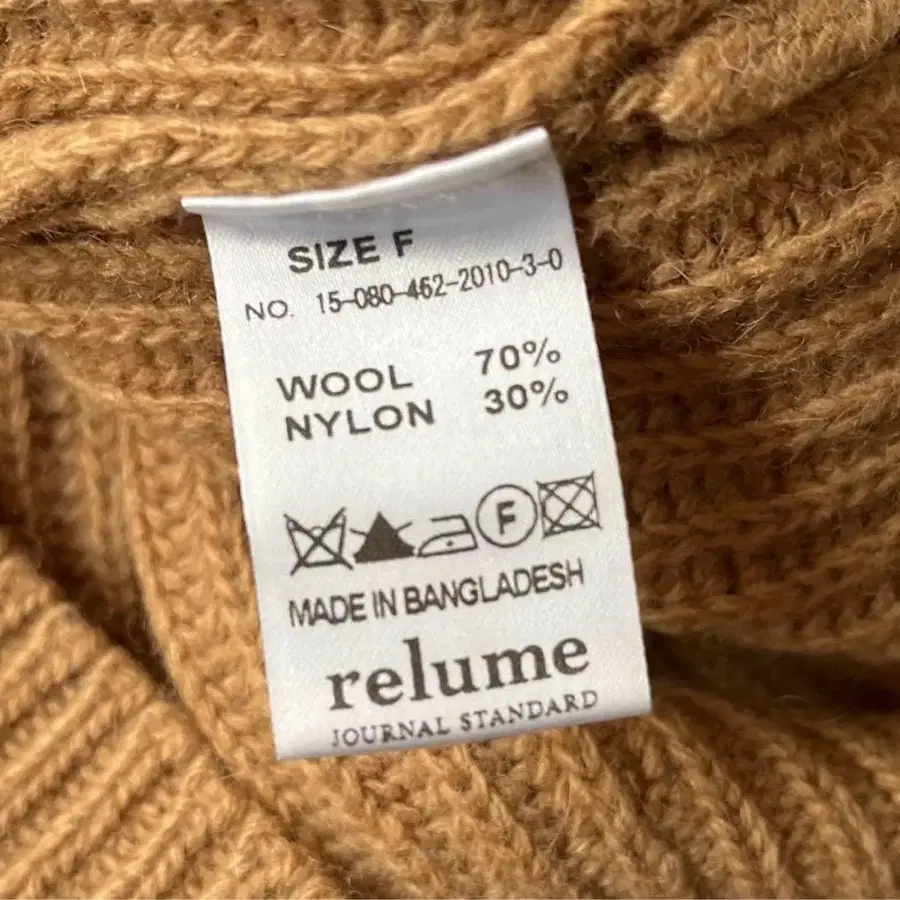 SIZE F
NO. 15-080-462-2010-3-0
WOOL 70%
NYLON 30%
F
MADE IN BANGLADESH
relume
JOURNAL STANDARD